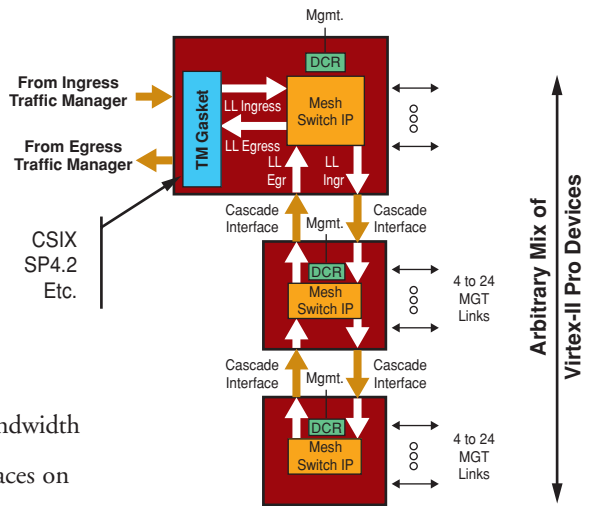 Mgmt.
DCR
From Ingress
Traffic Manager
From Egress
Traffic Manager
TM Gasket
LL Ingress
LL Egress
Mesh
Switch IP
LL
Egr
LL
Ingr
CSIX
SP4.2
Etc.
Cascade
Interface
Mgmt.
Cascade
Interface
DCR
Mesh
Switch IP
4 to 24
MGT
Links
Cascade
Interface
Mgmt.
Cascade
Interface
DCR
Mesh
Switch IP
4 to 24
MGT
Links
Arbitrary Mix of
Virtex-II Pro Devices
on